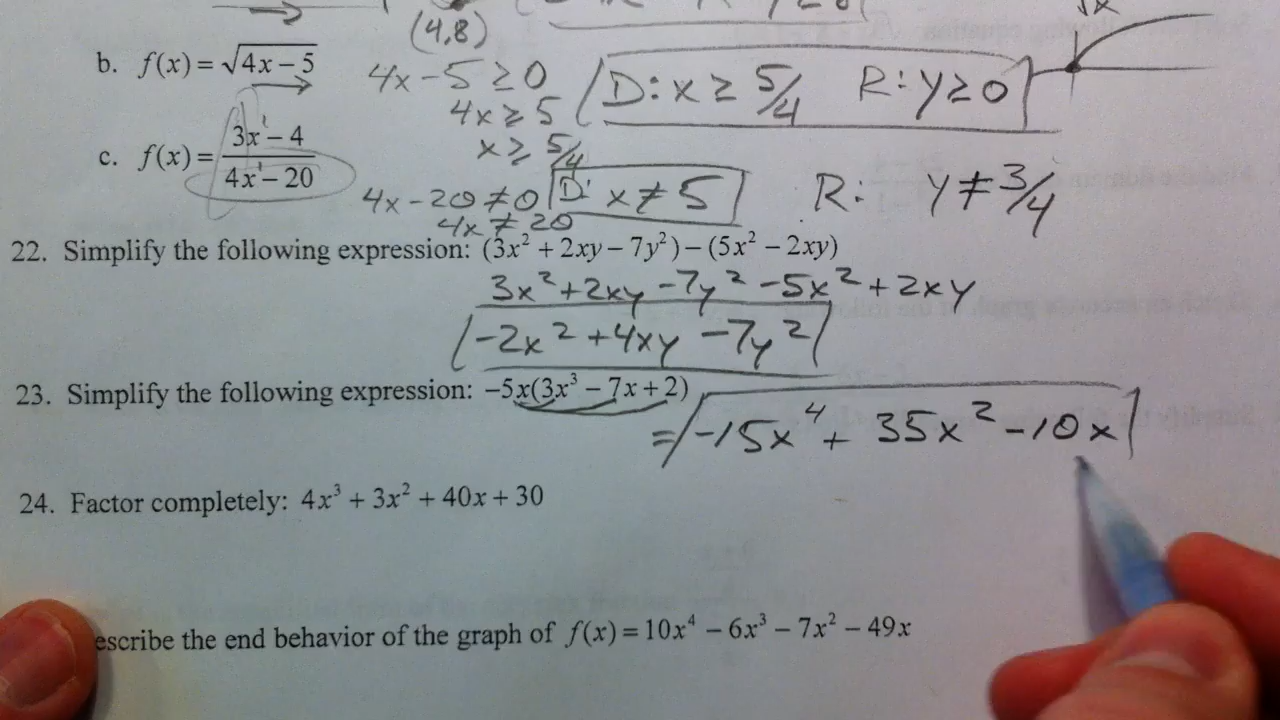 (4,8)
√x
b. f(x) = √4x − 5
4x − 5 ≥ 0
D: x ≥ 5/4 R: y ≥ 0
4x ≥ 5
x ≥ 5/4
c. f(x) = 3x − 4 / 4x − 20
4x − 20 ≠ 0
D: x ≠ 5 R: y ≠ 3/4
4x ≠ 20
22. Simplify the following expression: (3x² + 2xy − 7y²) − (5x² − 2xy)
3x² + 2xy − 7y² − 5x² + 2xy
−2x² + 4xy − 7y²
23. Simplify the following expression: −5x(3x³ − 7x + 2)
= −15x⁴ + 35x² − 10x
24. Factor completely: 4x³ + 3x² + 40x + 30
escribe the end behavior of the graph of f(x) = 10x⁴ − 6x³ − 7x² − 49x